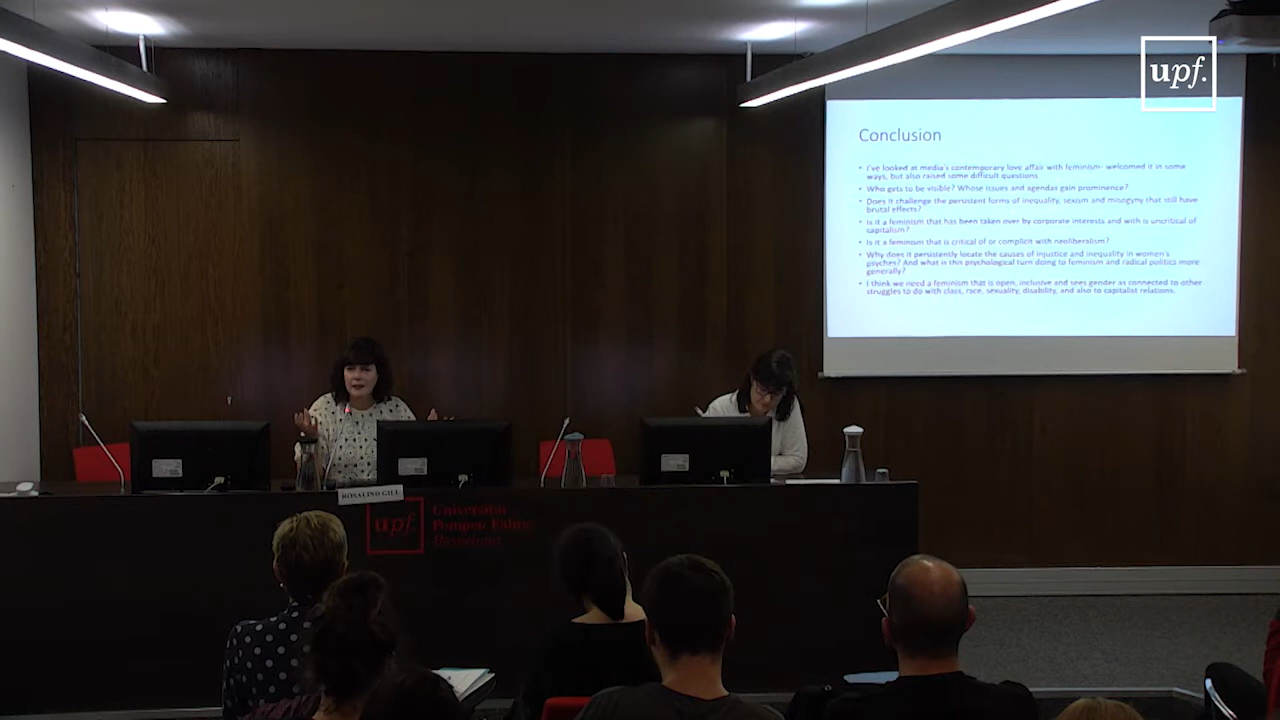 upf.
Conclusion
• I've looked at media's contemporary love affair with feminism- welcomed it in some
ways, but also raised some difficult questions
• Who gets to be visible? Whose issues and agendas gain prominence?
• Does it challenge the persistent forms of inequality, sexism and misogyny that still have
brutal effects?
• Is it a feminism that has been taken over by corporate interests and with is uncritical of
capitalism?
• Is it a feminism that is critical of or complicit with neoliberalism?
• Why does it persistently locate the causes of injustice and inequality in women's
psyches? And what is this psychological turn doing to feminism and radical politics more
generally?
• I think we need a feminism that is open, inclusive and sees gender as connected to other
struggles to do with class, race, sexuality, disability, and also to capitalist relations.
ROSALIND GILL
upf.
Universitat
Pompeu Fabra
Barcelona